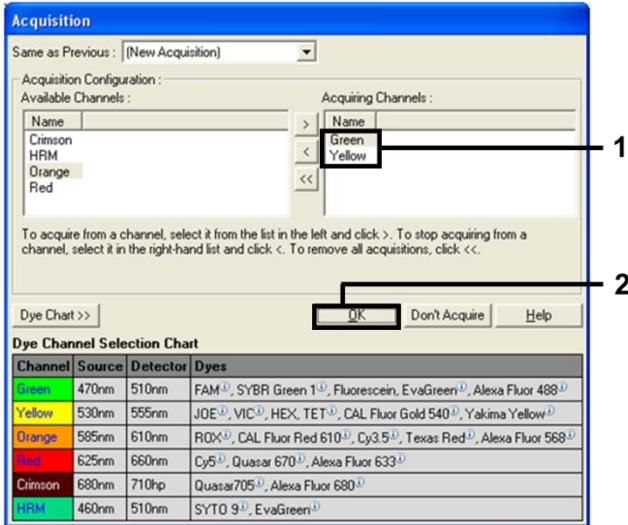 Acquisition
Same as Previous : (New Acquisition)
Acquisition Configuration :
Available Channels : Acquiring Channels :
Name > Name
Crimson Green 1
HRM < Yellow
Orange <<
Red
To acquire from a channel, select it from the list in the left and click >. To stop acquiring from a
channel, select it in the right-hand list and click <. To remove all acquisitions, click <<.
2
Dye Chart >> OK Don't Acquire Help
Dye Channel Selection Chart
Channel Source Detector Dyes
Green 470nm 510nm FAM, SYBR Green 1, Fluorescein, EvaGreen, Alexa Fluor 488
Yellow 530nm 555nm JOE, VIC, HEX, TET, CAL Fluor Gold 540, Yakima Yellow
Orange 585nm 610nm ROX, CAL Fluor Red 610, Cy3.5, Texas Red, Alexa Fluor 568
Red 625nm 660nm Cy5, Quasar 670, Alexa Fluor 633
Crimson 680nm 710hp Quasar705, Alexa Fluor 680
HRM 460nm 510nm SYTO 9, EvaGreen